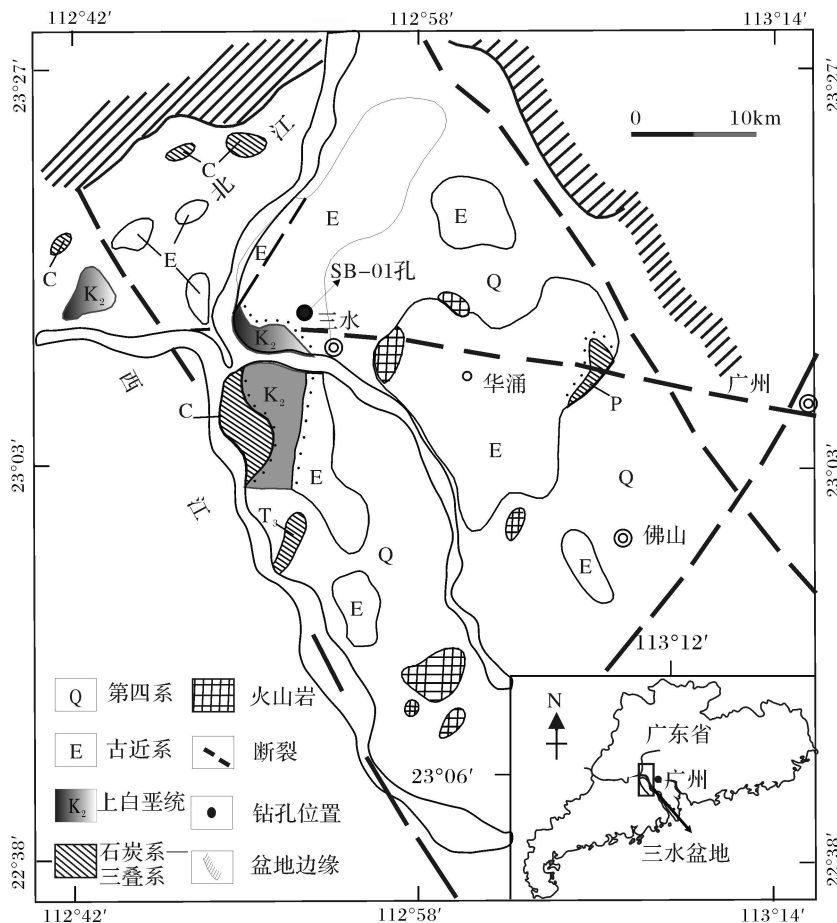 112°42′
112°58′
113°14′
23°27′
23°27′
0
10km
江
C
北
E
E
E
SB-01孔
Q
E
C
K₂
K₂
三水
广州
西
华涌
K₂
C
P
23°03′
23°03′
E
E
Q
江
T₃
Q
佛山
E
E
113°12′
Q
第四系
火山岩
N
广东省
E
古近系
断裂
23°06′
广州
K₂
上白垩统
钻孔位置
三水盆地
石炭系—
三叠系
盆地边缘
22°38′
22°38′
112°42′
112°58′
113°14′